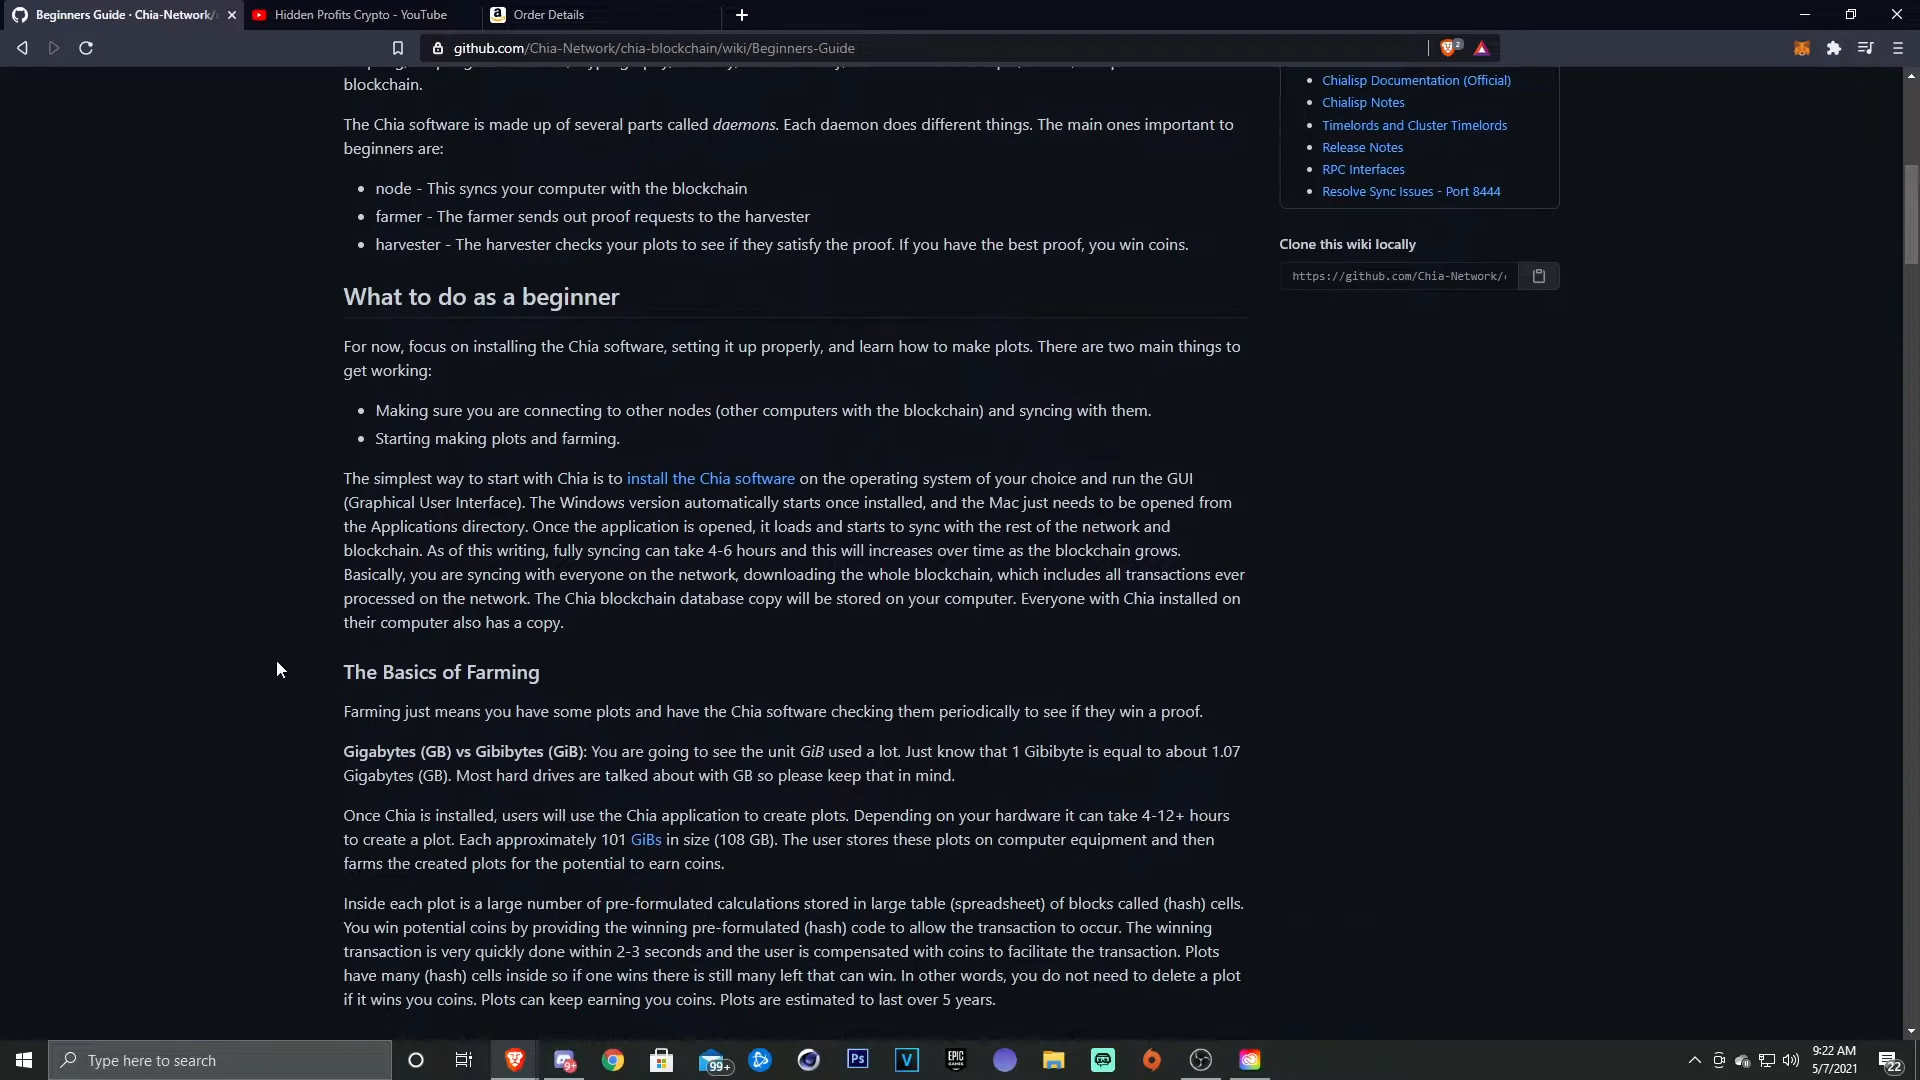 Beginners Guide · Chia-Network/
Hidden Profits Crypto - YouTube
Order Details
github.com/Chia-Network/chia-blockchain/wiki/Beginners-Guide
2
blockchain.
The Chia software is made up of several parts called daemons. Each daemon does different things. The main ones important to
beginners are:
• node - This syncs your computer with the blockchain
• farmer - The farmer sends out proof requests to the harvester
• harvester - The harvester checks your plots to see if they satisfy the proof. If you have the best proof, you win coins.
What to do as a beginner
For now, focus on installing the Chia software, setting it up properly, and learn how to make plots. There are two main things to
get working:
• Making sure you are connecting to other nodes (other computers with the blockchain) and syncing with them.
• Starting making plots and farming.
The simplest way to start with Chia is to install the Chia software on the operating system of your choice and run the GUI
(Graphical User Interface). The Windows version automatically starts once installed, and the Mac just needs to be opened from
the Applications directory. Once the application is opened, it loads and starts to sync with the rest of the network and
blockchain. As of this writing, fully syncing can take 4-6 hours and this will increases over time as the blockchain grows.
Basically, you are syncing with everyone on the network, downloading the whole blockchain, which includes all transactions ever
processed on the network. The Chia blockchain database copy will be stored on your computer. Everyone with Chia installed on
their computer also has a copy.
The Basics of Farming
Farming just means you have some plots and have the Chia software checking them periodically to see if they win a proof.
Gigabytes (GB) vs Gibibytes (GiB): You are going to see the unit GiB used a lot. Just know that 1 Gibibyte is equal to about 1.07
Gigabytes (GB). Most hard drives are talked about with GB so please keep that in mind.
Once Chia is installed, users will use the Chia application to create plots. Depending on your hardware it can take 4-12+ hours
to create a plot. Each approximately 101 GiBs in size (108 GB). The user stores these plots on computer equipment and then
farms the created plots for the potential to earn coins.
Inside each plot is a large number of pre-formulated calculations stored in large table (spreadsheet) of blocks called (hash) cells.
You win potential coins by providing the winning pre-formulated (hash) code to allow the transaction to occur. The winning
transaction is very quickly done within 2-3 seconds and the user is compensated with coins to facilitate the transaction. Plots
have many (hash) cells inside so if one wins there is still many left that can win. In other words, you do not need to delete a plot
if it wins you coins. Plots can keep earning you coins. Plots are estimated to last over 5 years.
• Chialisp Documentation (Official)
• Chialisp Notes
• Timelords and Cluster Timelords
• Release Notes
• RPC Interfaces
• Resolve Sync Issues - Port 8444
Clone this wiki locally
https://github.com/Chia-Network/
Type here to search
9+
99+
Ps
V
EPIC
GAMES
9:22 AM
5/7/2021
22